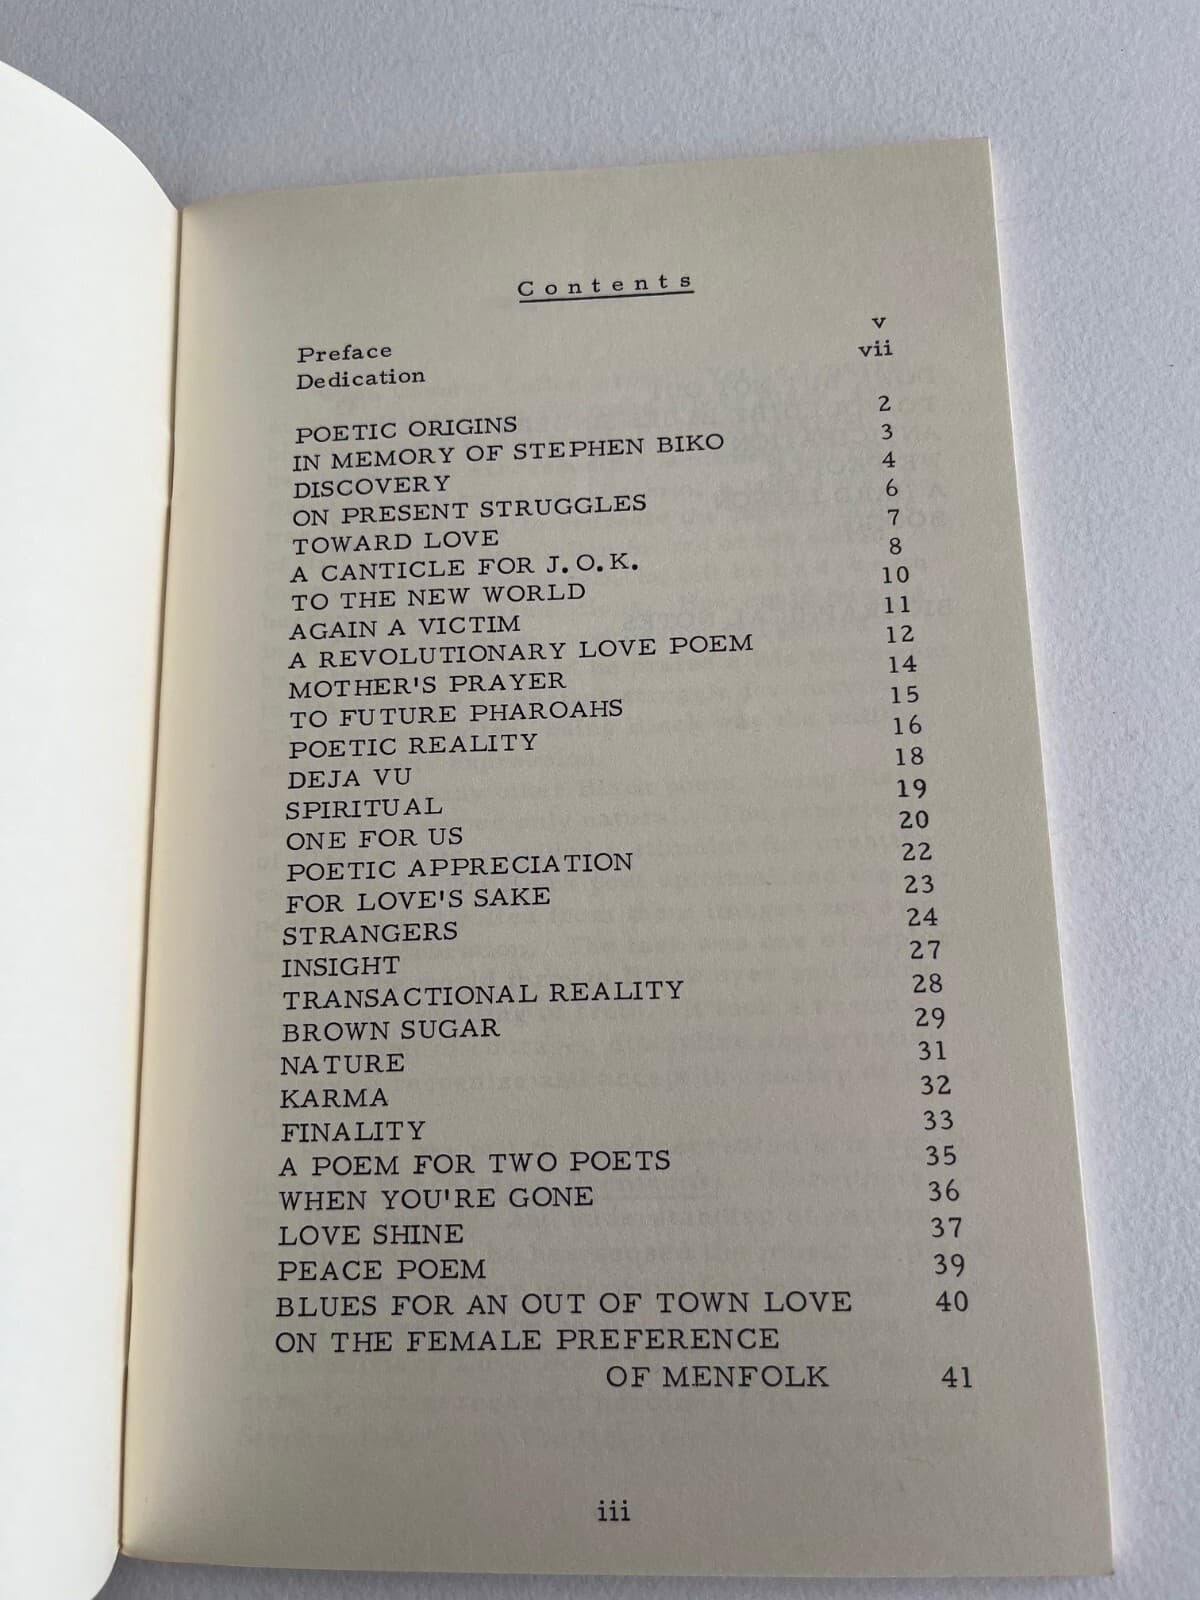 Contents
Preface v
Dedication vii
POETIC ORIGINS 2
IN MEMORY OF STEPHEN BIKO 3
DISCOVERY 4
ON PRESENT STRUGGLES 6
TOWARD LOVE 7
A CANTICLE FOR J.O.K. 8
TO THE NEW WORLD 10
AGAIN A VICTIM 11
A REVOLUTIONARY LOVE POEM 12
MOTHER'S PRAYER 14
TO FUTURE PHAROAHS 15
POETIC REALITY 16
DEJA VU 18
SPIRITUAL 19
ONE FOR US 20
POETIC APPRECIATION 22
FOR LOVE'S SAKE 23
STRANGERS 24
INSIGHT 27
TRANSACTIONAL REALITY 28
BROWN SUGAR 29
NATURE 31
KARMA 32
FINALITY 33
A POEM FOR TWO POETS 35
WHEN YOU'RE GONE 36
LOVE SHINE 37
PEACE POEM 39
BLUES FOR AN OUT OF TOWN LOVE 40
ON THE FEMALE PREFERENCE
OF MENFOLK 41
iii